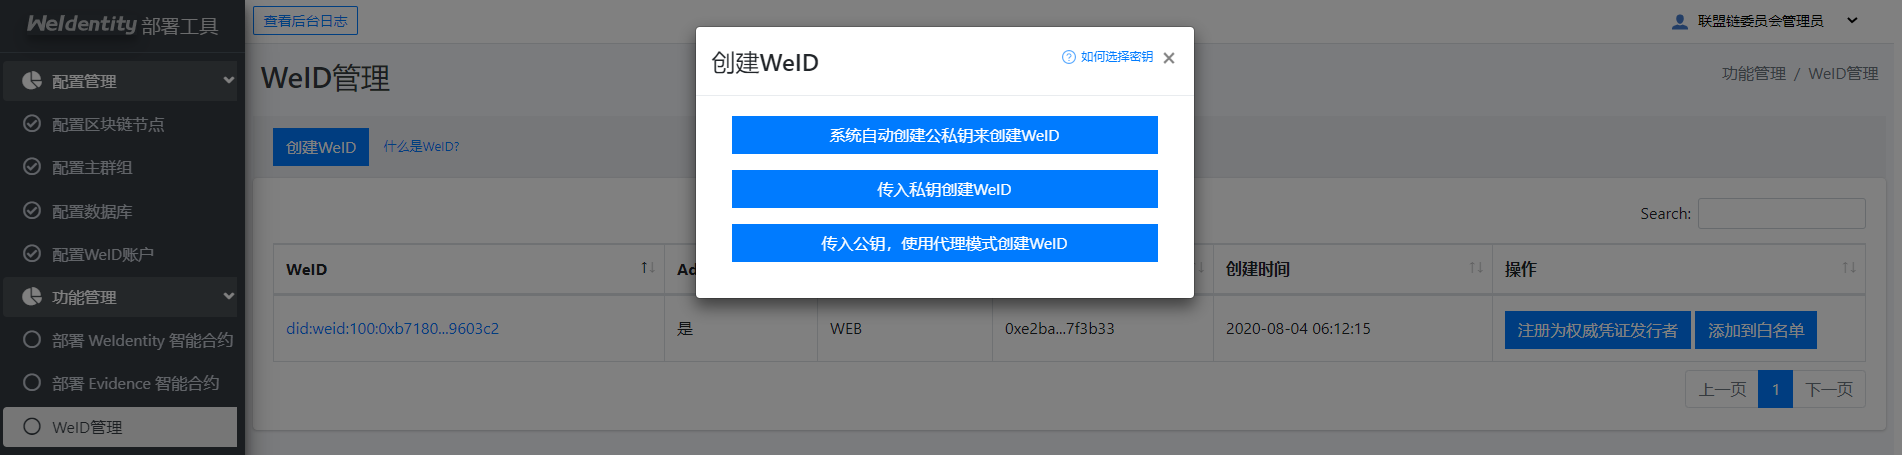 WeIdentity 部署工具
配置管理
配置区块链节点
配置主群组
配置数据库
配置WeID账户
功能管理
部署 WeIdentity 智能合约
部署 Evidence 智能合约
WeID管理
查看后台日志
联盟链委员会管理员
WeID管理
功能管理 / WeID管理
创建WeID 什么是WeID?
创建WeID
如何选择密钥 ×
系统自动创建公私钥来创建WeID
传入私钥创建WeID
传入公钥，使用代理模式创建WeID
Search:
WeID Ad 创建时间 操作
did:weid:100:0xb7180...9603c2 是 WEB 0xe2ba...7f3b33 2020-08-04 06:12:15 注册为权威凭证发行者 添加到白名单
上一页 1 下一页